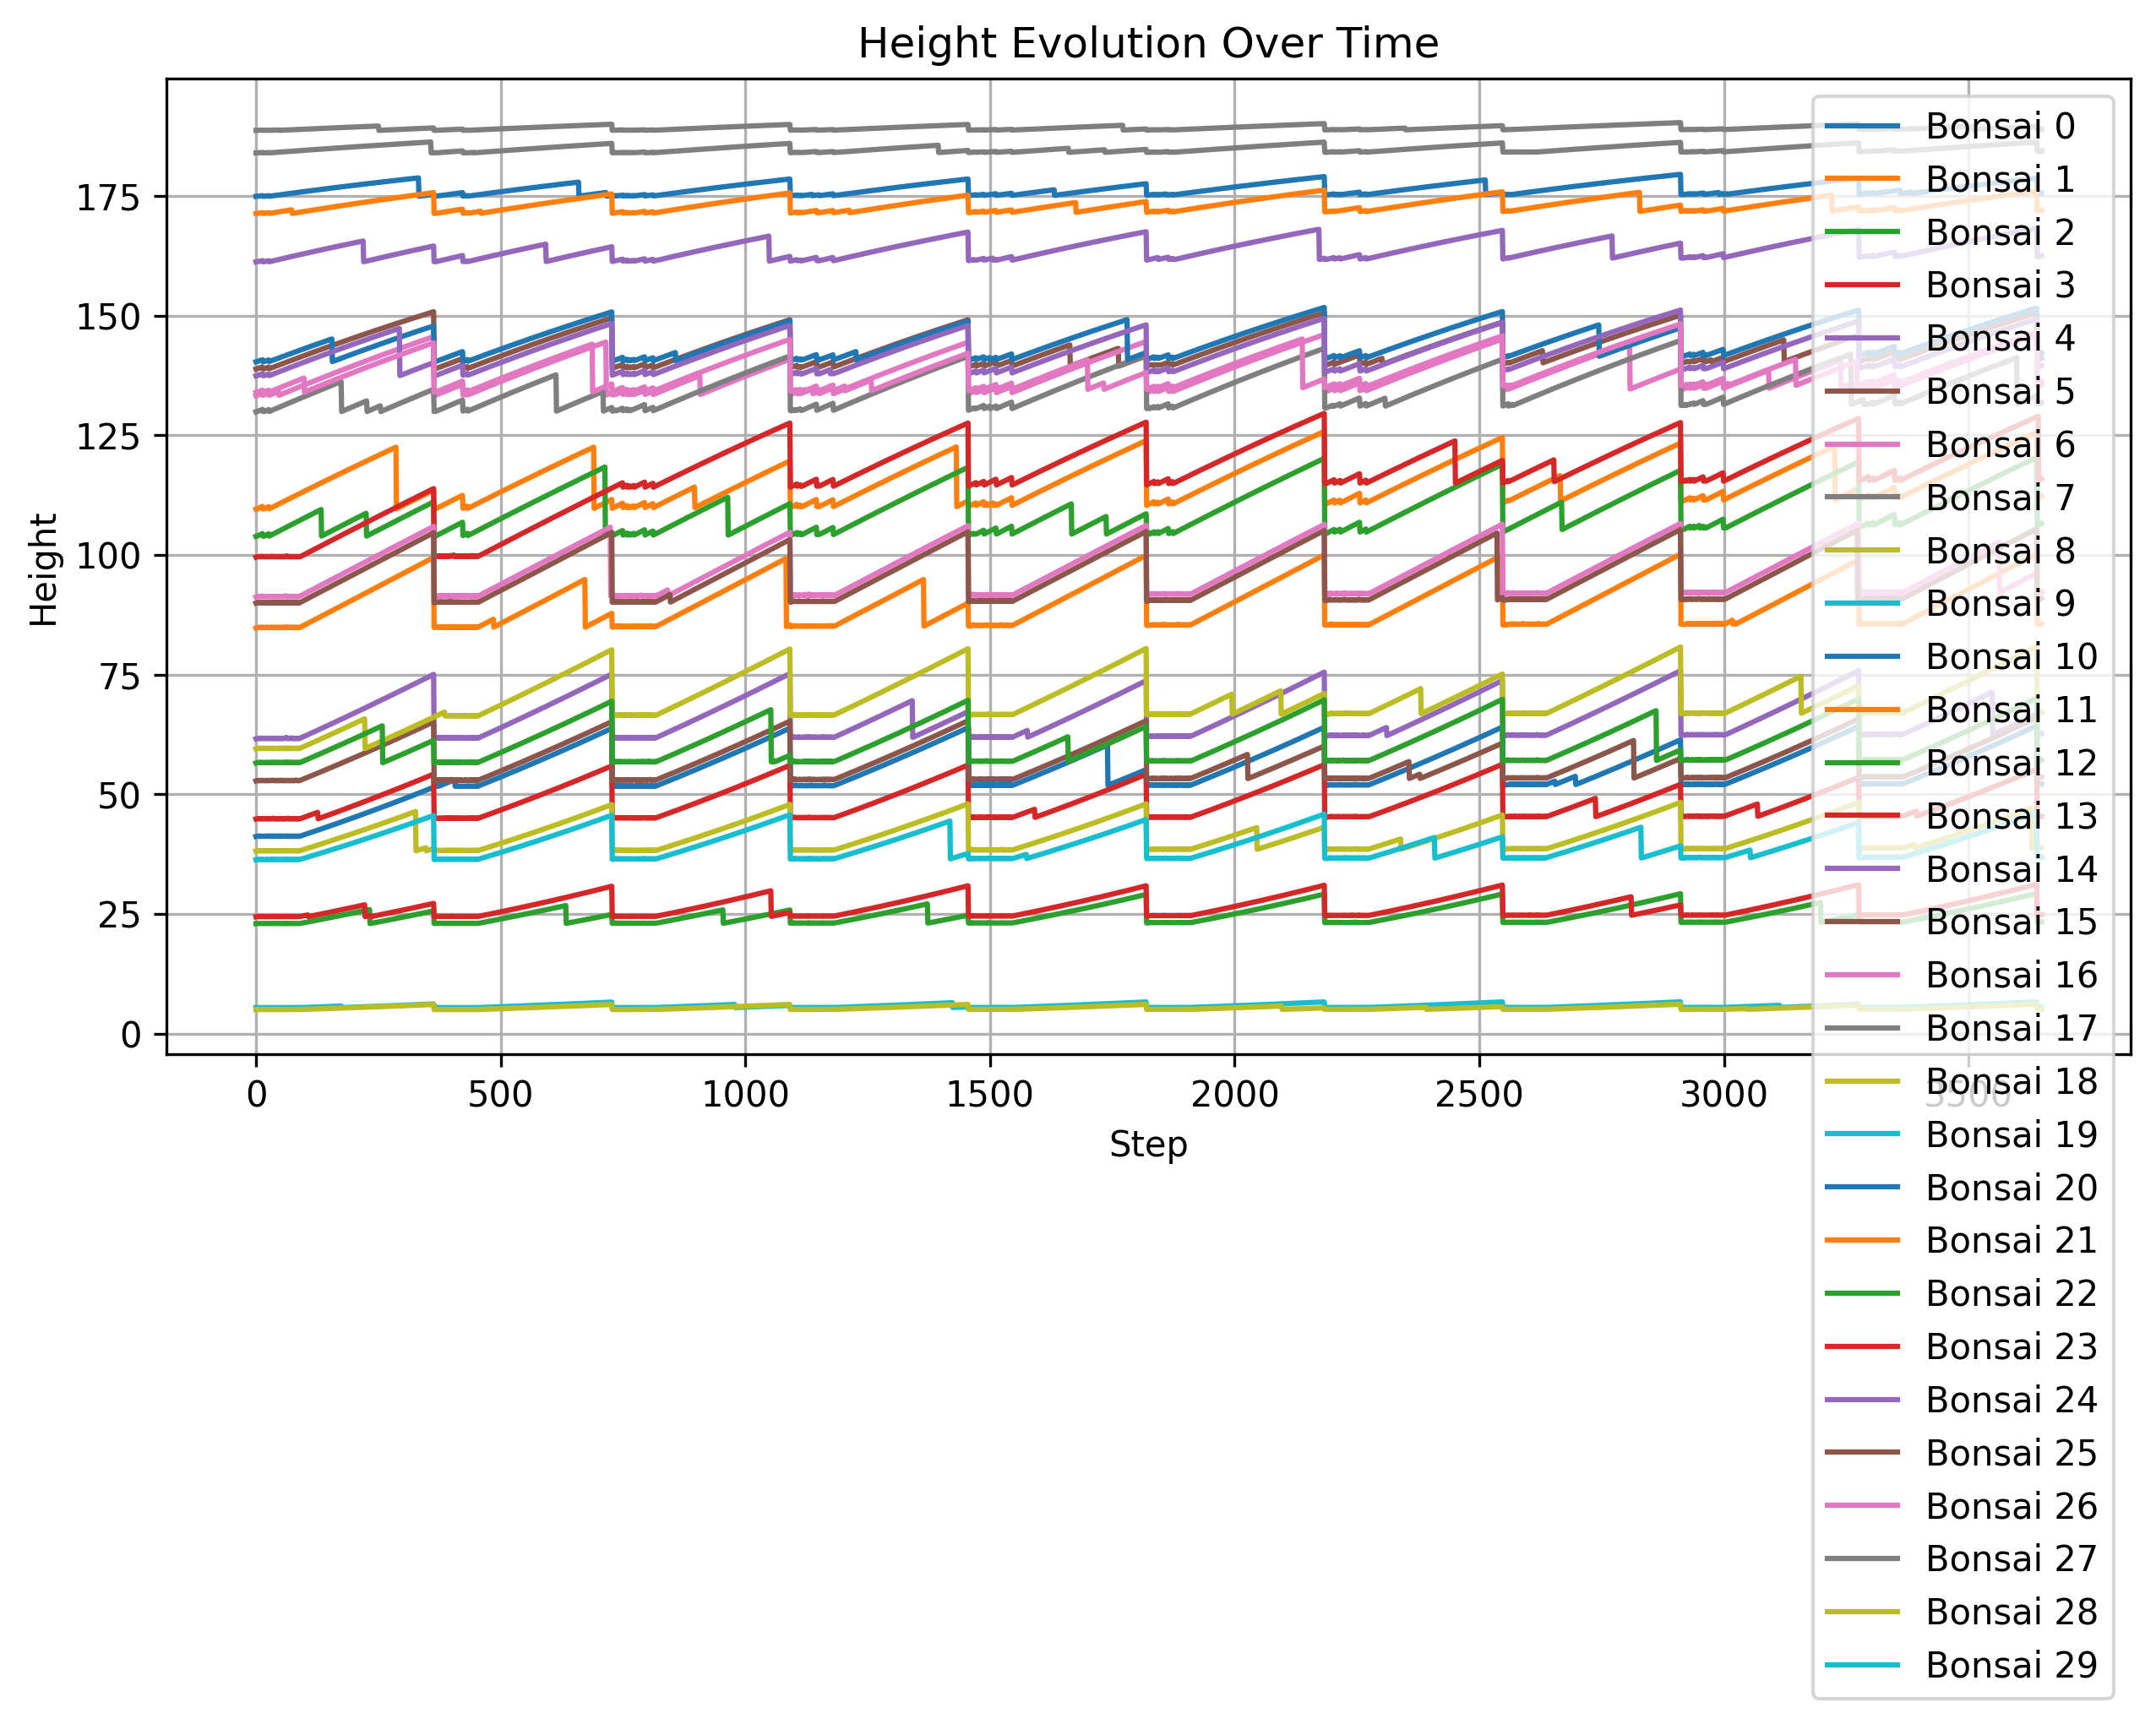 Height Evolution Over Time
Height
175
150
125
100
75
50
25
0
0
500
1000
1500
2000
2500
3000
3500
Step
Bonsai 0
Bonsai 1
Bonsai 2
Bonsai 3
Bonsai 4
Bonsai 5
Bonsai 6
Bonsai 7
Bonsai 8
Bonsai 9
Bonsai 10
Bonsai 11
Bonsai 12
Bonsai 13
Bonsai 14
Bonsai 15
Bonsai 16
Bonsai 17
Bonsai 18
Bonsai 19
Bonsai 20
Bonsai 21
Bonsai 22
Bonsai 23
Bonsai 24
Bonsai 25
Bonsai 26
Bonsai 27
Bonsai 28
Bonsai 29